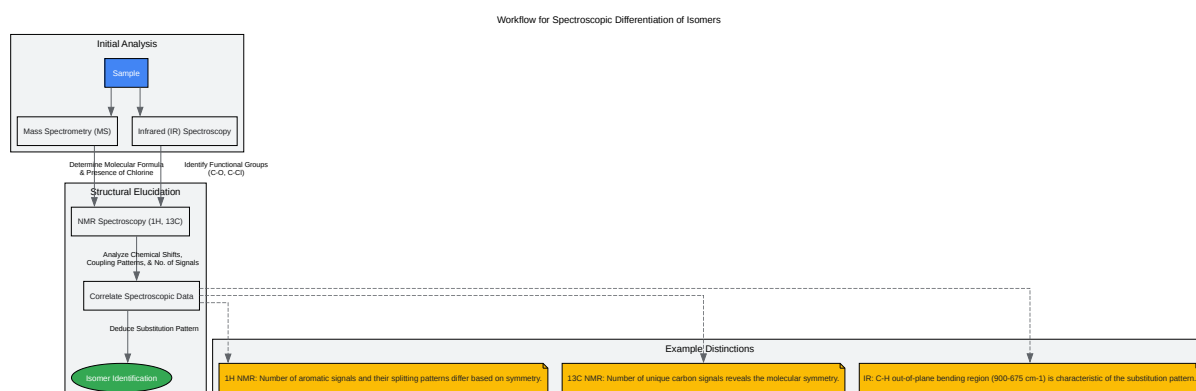 Workflow for Spectroscopic Differentiation of Isomers
Initial Analysis
Sample
Mass Spectrometry (MS)
Infrared (IR) Spectroscopy
Determine Molecular Formula
& Presence of Chlorine
Identify Functional Groups
(C-O, C-Cl)
Structural Elucidation
NMR Spectroscopy (1H, 13C)
Analyze Chemical Shifts,
Coupling Patterns, & No. of Signals
Correlate Spectroscopic Data
Deduce Substitution Pattern
Isomer Identification
Example Distinctions
1H NMR: Number of aromatic signals and their splitting patterns differ based on symmetry.
13C NMR: Number of unique carbon signals reveals the molecular symmetry.
IR: C-H out-of-plane bending region (900-675 cm-1) is characteristic of the substitution pattern.